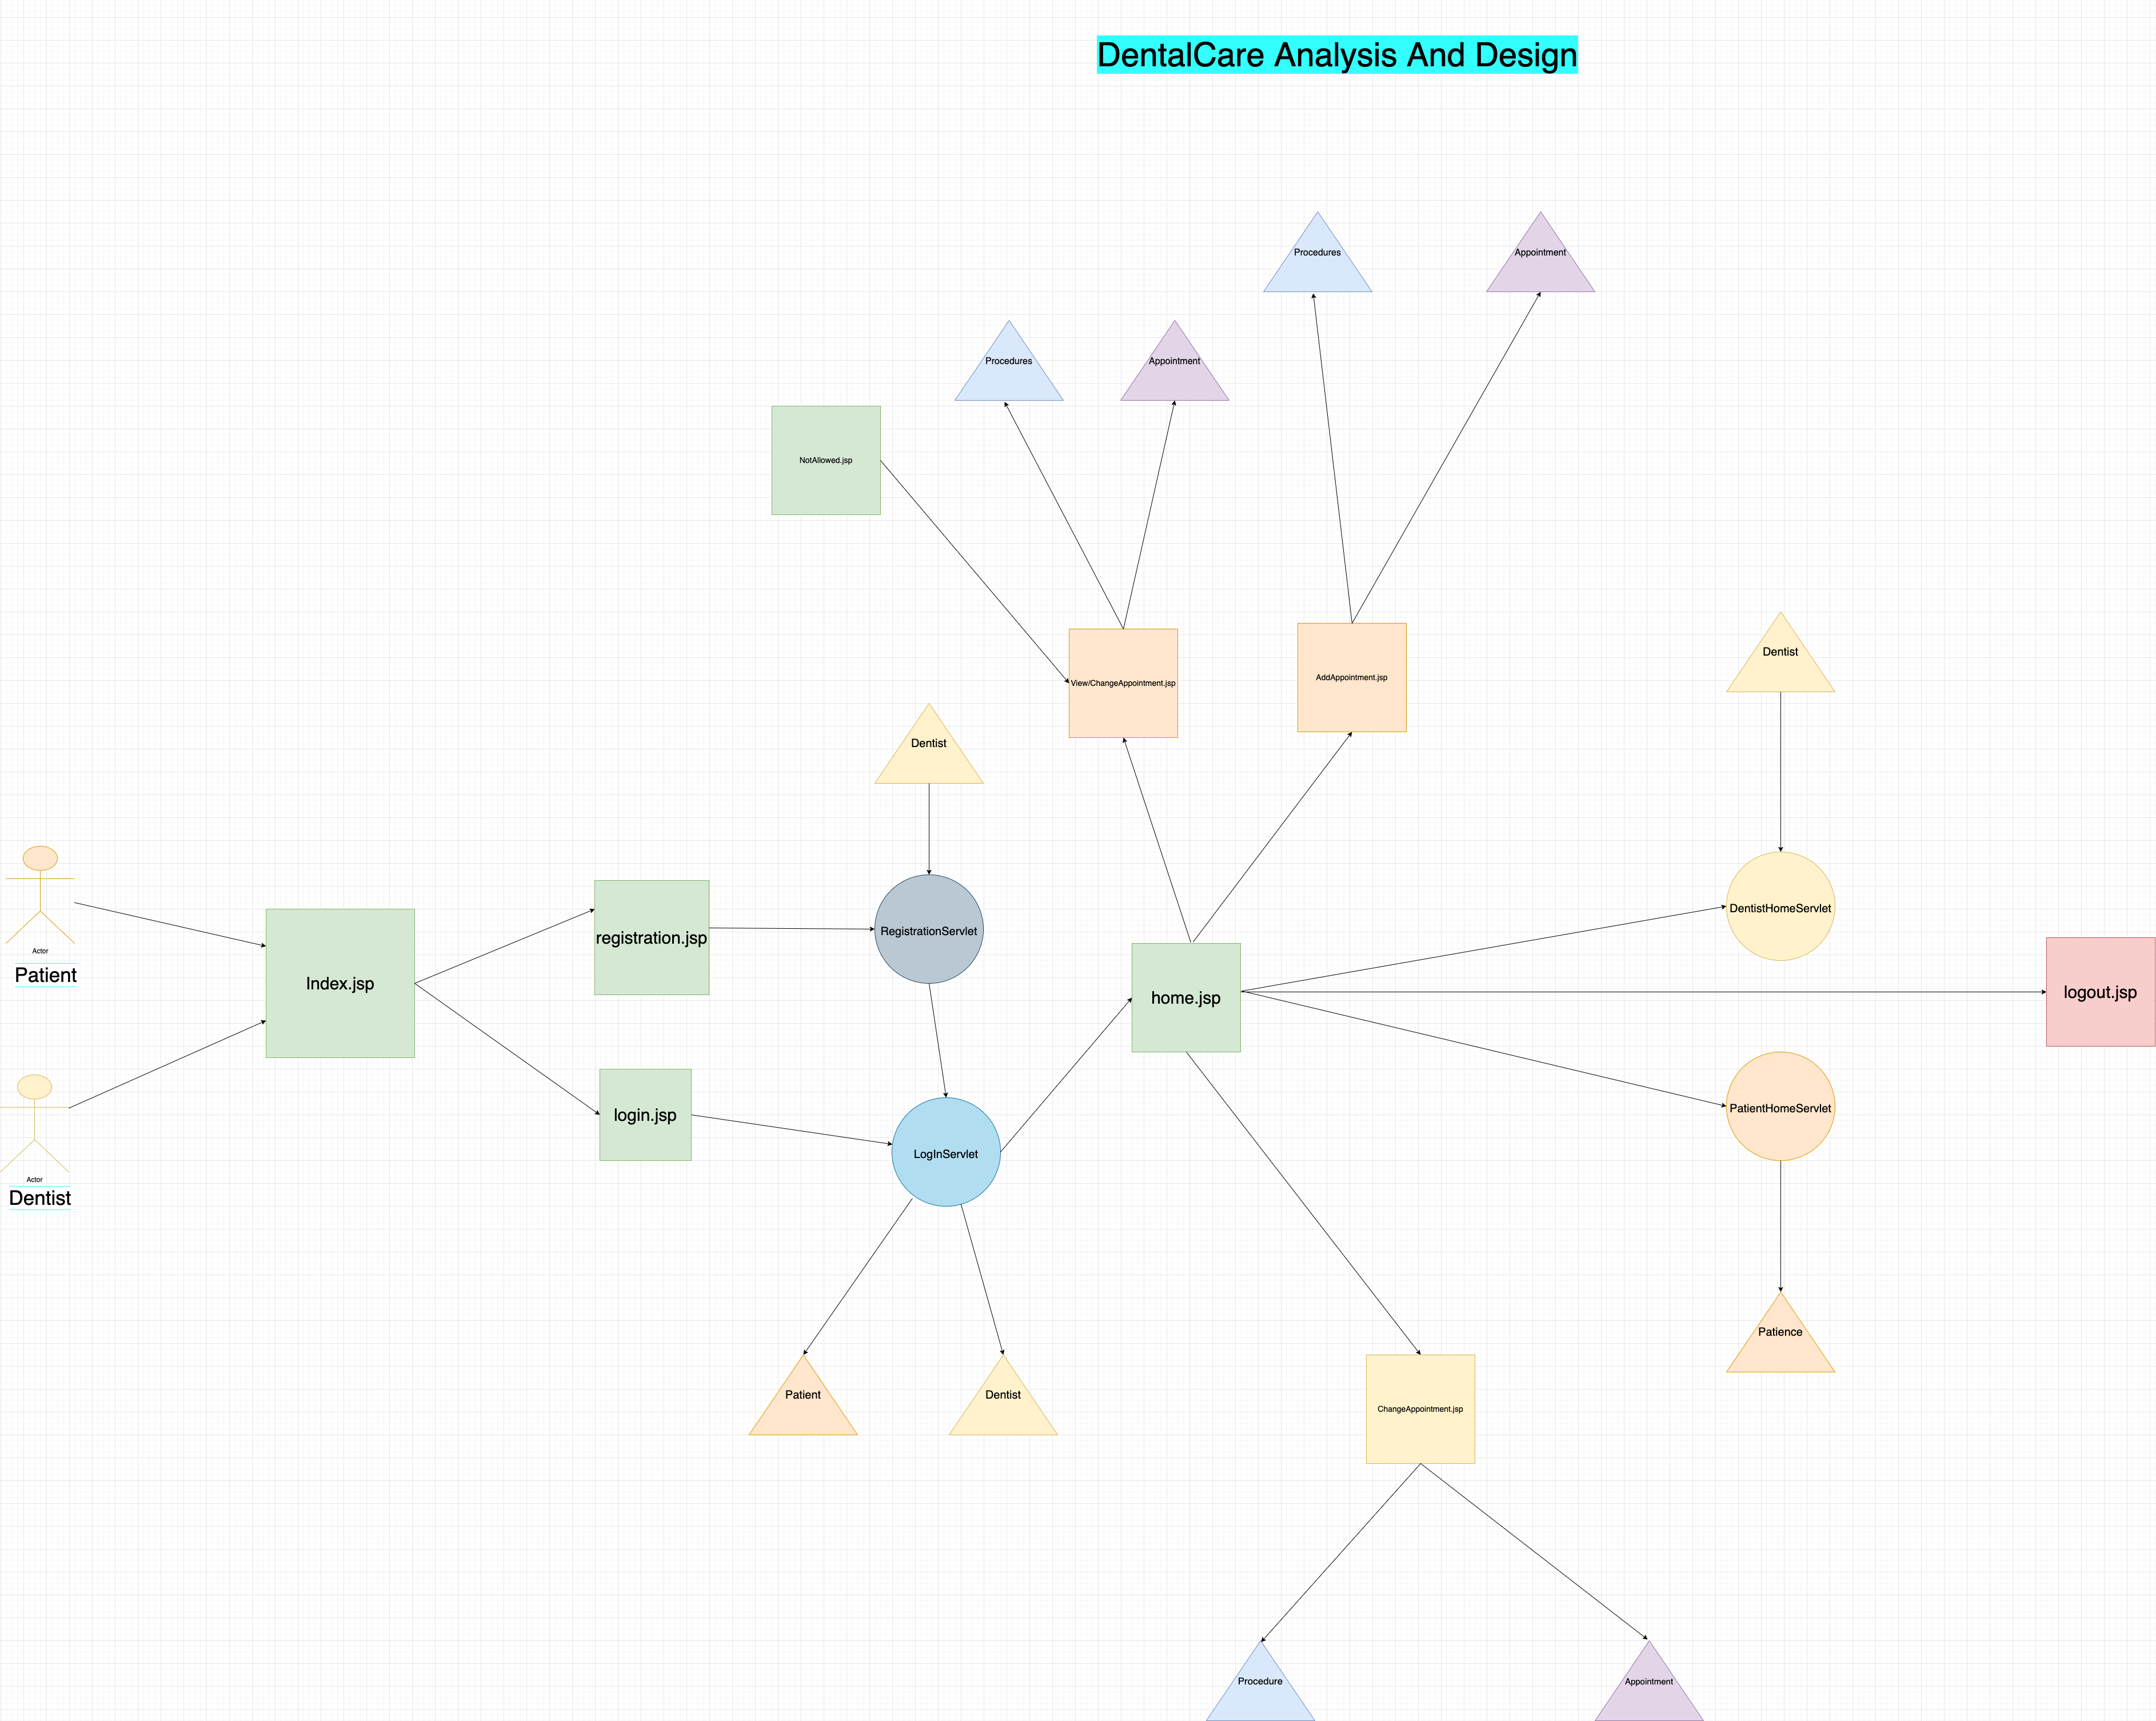 DentalCare Analysis And Design
Procedures
Appointment
Procedures
Appointment
NotAllowed.jsp
View/ChangeAppointment.jsp
AddAppointment.jsp
Dentist
Dentist
Actor
Patient
Index.jsp
registration.jsp
RegistrationServlet
home.jsp
DentistHomeServlet
logout.jsp
Actor
Dentist
login.jsp
LogInServlet
PatientHomeServlet
Patient
Dentist
ChangeAppointment.jsp
Patience
Procedure
Appointment